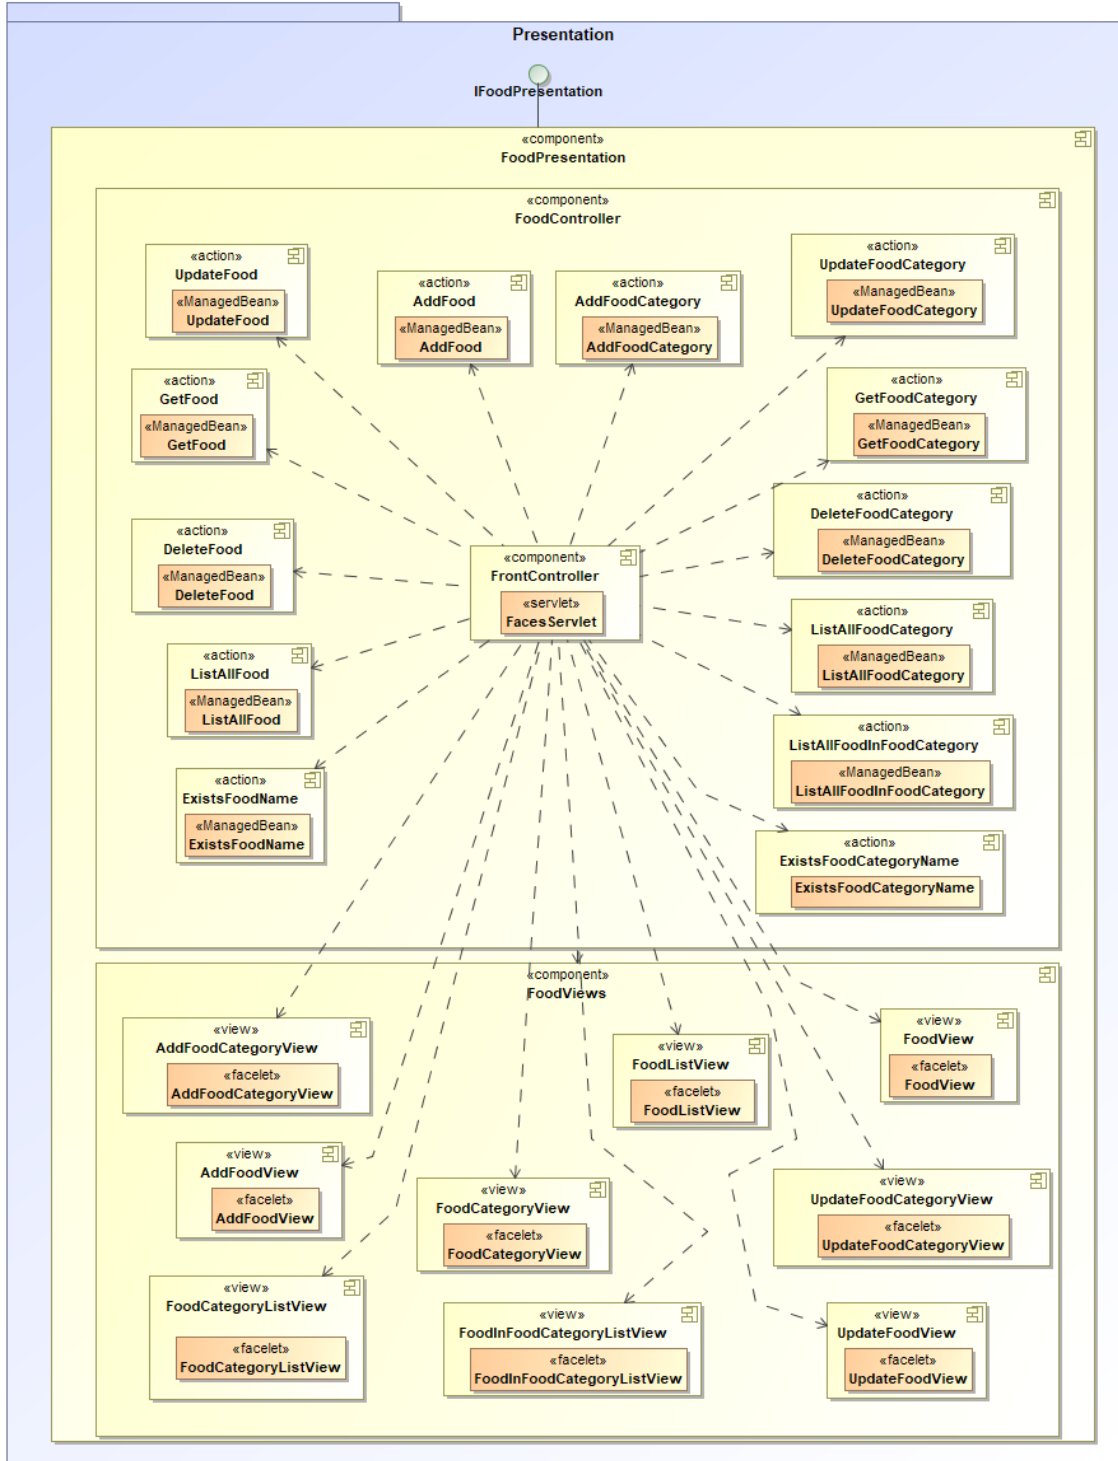 Presentation
IFoodPresentation
«component»
FoodPresentation
«component»
FoodController
«action»
UpdateFood
«ManagedBean»
UpdateFood
«action»
AddFood
«ManagedBean»
AddFood
«action»
AddFoodCategory
«ManagedBean»
AddFoodCategory
«action»
UpdateFoodCategory
«ManagedBean»
UpdateFoodCategory
«action»
GetFood
«ManagedBean»
GetFood
«action»
GetFoodCategory
«ManagedBean»
GetFoodCategory
«action»
DeleteFood
«ManagedBean»
DeleteFood
«component»
FrontController
«servlet»
FacesServlet
«action»
DeleteFoodCategory
«ManagedBean»
DeleteFoodCategory
«action»
ListAllFood
«ManagedBean»
ListAllFood
«action»
ListAllFoodCategory
«ManagedBean»
ListAllFoodCategory
«action»
ExistsFoodName
«ManagedBean»
ExistsFoodName
«action»
ListAllFoodInFoodCategory
«ManagedBean»
ListAllFoodInFoodCategory
«action»
ExistsFoodCategoryName
ExistsFoodCategoryName
«component»
FoodViews
«view»
AddFoodCategoryView
«facelet»
AddFoodCategoryView
«view»
FoodListView
«facelet»
FoodListView
«view»
FoodView
«facelet»
FoodView
«view»
AddFoodView
«facelet»
AddFoodView
«view»
FoodCategoryView
«facelet»
FoodCategoryView
«view»
UpdateFoodCategoryView
«facelet»
UpdateFoodCategoryView
«view»
FoodCategoryListView
«facelet»
FoodCategoryListView
«view»
FoodInFoodCategoryListView
«facelet»
FoodInFoodCategoryListView
«view»
UpdateFoodView
«facelet»
UpdateFoodView